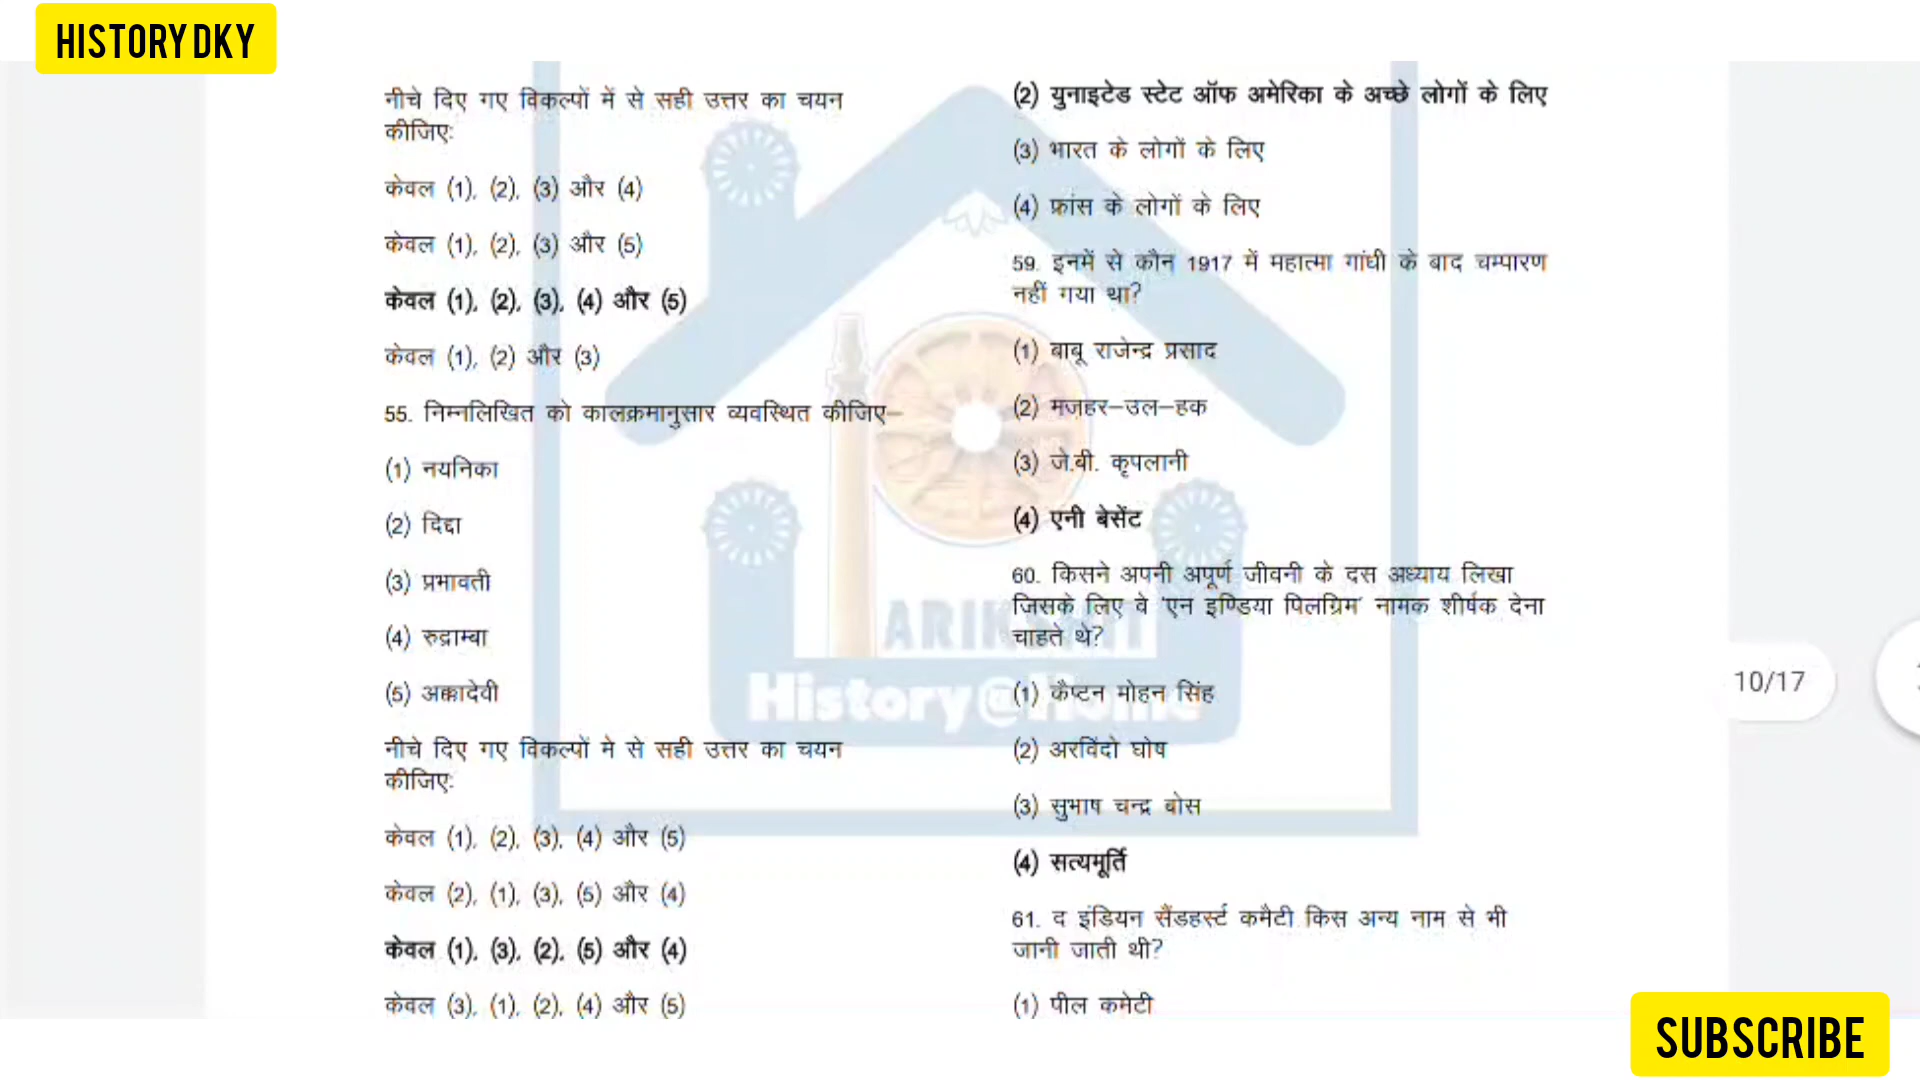 HISTORY DKY
नीचे दिए गए विकल्पों में से सही उत्तर का चयन
कीजिए:
केवल (1), (2), (3) और (4)
केवल (1), (2), (3) और (5)
केवल (1), (2), (3), (4) और (5)
केवल (1), (2) और (3)
55. निम्नलिखित को कालक्रमानुसार व्यवस्थित कीजिए–
(1) नयनिका
(2) दिद्दा
(3) प्रभावती
(4) रुद्राम्बा
(5) अक्कादेवी
नीचे दिए गए विकल्पों मे से सही उत्तर का चयन
कीजिए:
केवल (1), (2), (3), (4) और (5)
केवल (2), (1), (3), (5) और (4)
केवल (1), (3), (2), (5) और (4)
केवल (3), (1), (2), (4) और (5)
(2) युनाइटेड स्टेट ऑफ अमेरिका के अच्छे लोगों के लिए
(3) भारत के लोगों के लिए
(4) फ्रांस के लोगों के लिए
59. इनमें से कौन 1917 में महात्मा गांधी के बाद चम्पारण
नहीं गया था?
(1) बाबू राजेन्द्र प्रसाद
(2) मज़हर–उल–हक
(3) जे.बी. कृपलानी
(4) एनी बेसेंट
60. किसने अपनी अपूर्ण जीवनी के दस अध्याय लिखा
जिसके लिए वे 'एन इण्डिया पिलग्रिम' नामक शीर्षक देना
चाहते थे?
(1) कैप्टन मोहन सिंह
(2) अरविंदो घोष
(3) सुभाष चन्द्र बोस
(4) सत्यमूर्ति
61. द इंडियन सैंडहर्स्ट कमैटी किस अन्य नाम से भी
जानी जाती थी?
(1) पील कमेटी
History@Home
10/17
SUBSCRIBE